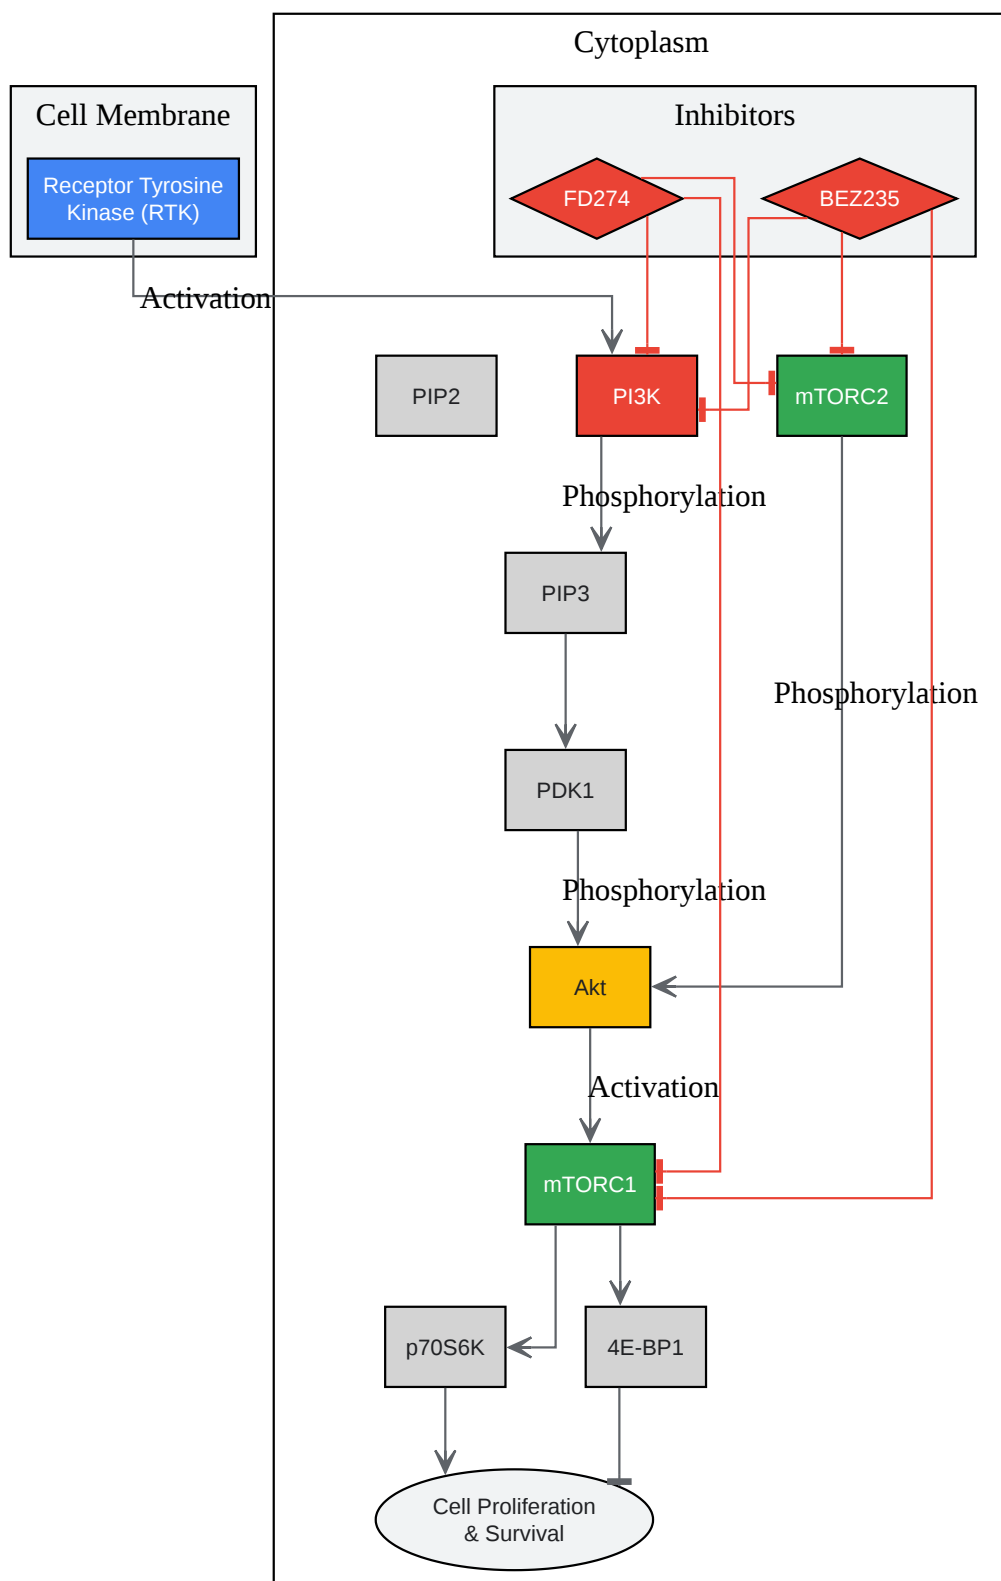 Cytoplasm
Cell Membrane
Inhibitors
Receptor Tyrosine
Kinase (RTK)
FD274
BEZ235
Activation
PIP2
PI3K
mTORC2
Phosphorylation
PIP3
Phosphorylation
PDK1
Phosphorylation
Akt
Activation
mTORC1
p70S6K
4E-BP1
Cell Proliferation
& Survival